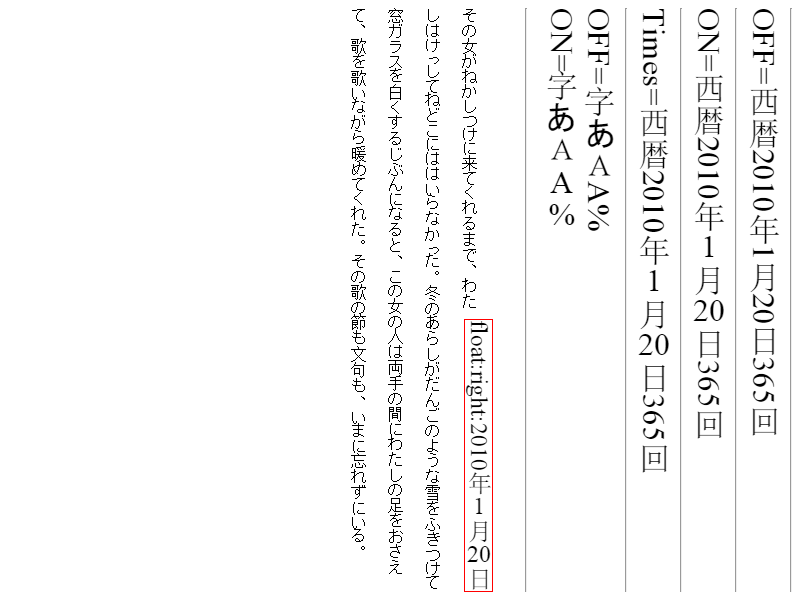 OFF=西暦2010年1月20日365回
ON=西暦2010年1月20日365回
Times=西暦2010年1月20日365回
OFF=字あAA%
ON=字あAA%
その女がねかしつけに来てくれるまで、わた
float:right:2010年1月20日
しはけっしてねどこにははいらなかった。冬のあらしがだんごのような雪をふきつけて
窓ガラスを白くするじぶんになると、この女の人は両手の間にわたしの足をおさえ
て、歌を歌いながら暖めてくれた。その歌の節も文句も、いまに忘れずにいる。